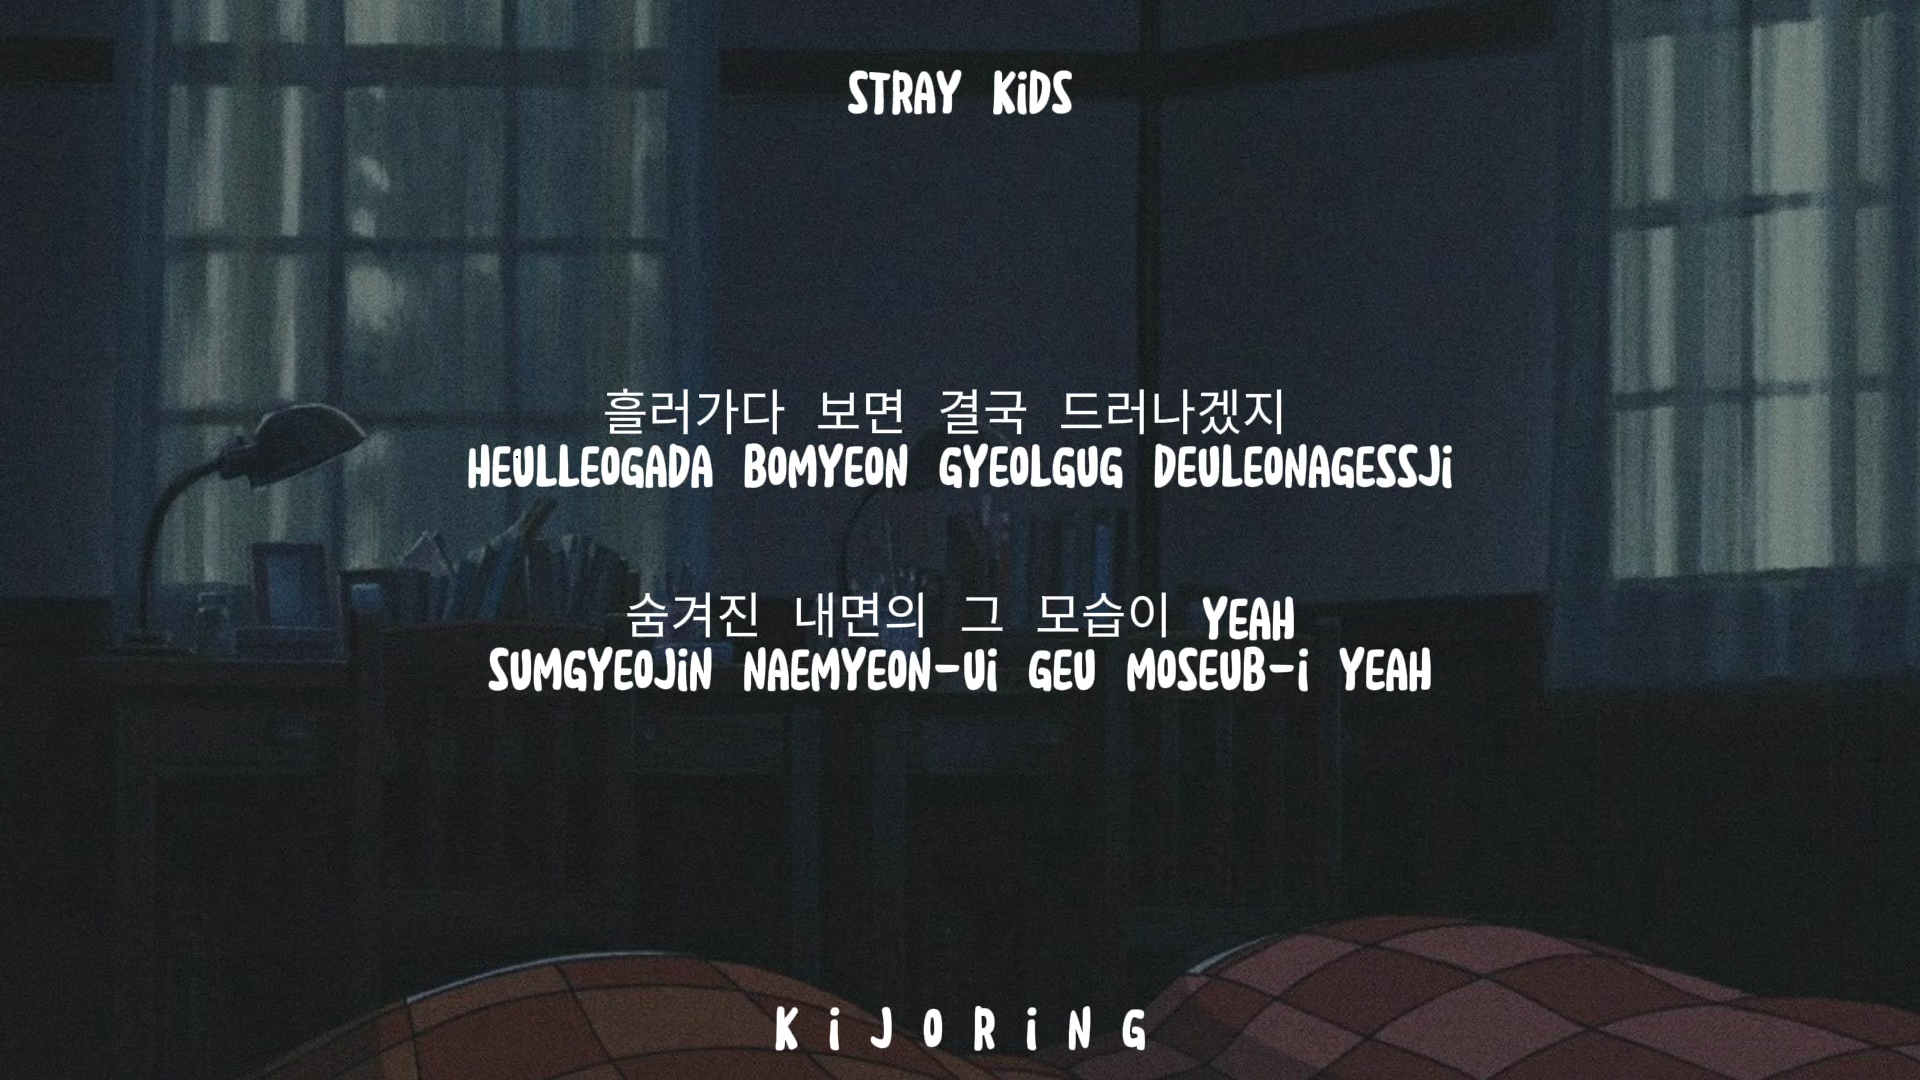 STRAY KiDS
흘러가다 보면 결국 드러나겠지
HEULLEOGADA BOMYEON GYEOLGUG DEULEONAGESSJi
숨겨진 내면의 그 모습이 YEAH
SUMGYEOJiN NAEMYEON-Ui GEU MOSEUB-i YEAH
KiJORiNG